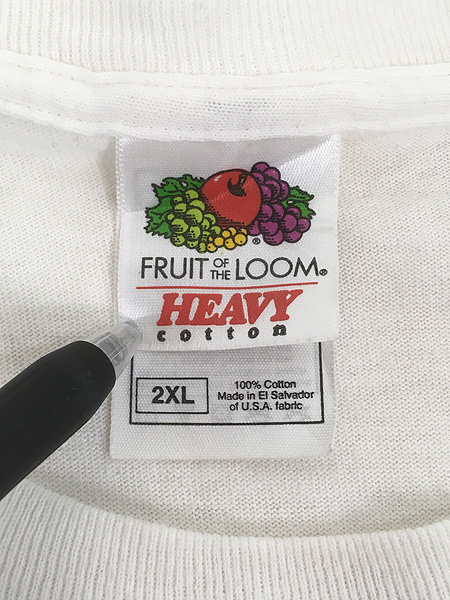 ®
FRUIT OF THE LOOM®
HEAVY
cotton
2XL
100% Cotton
Made in El Salvador
of U.S.A. fabric